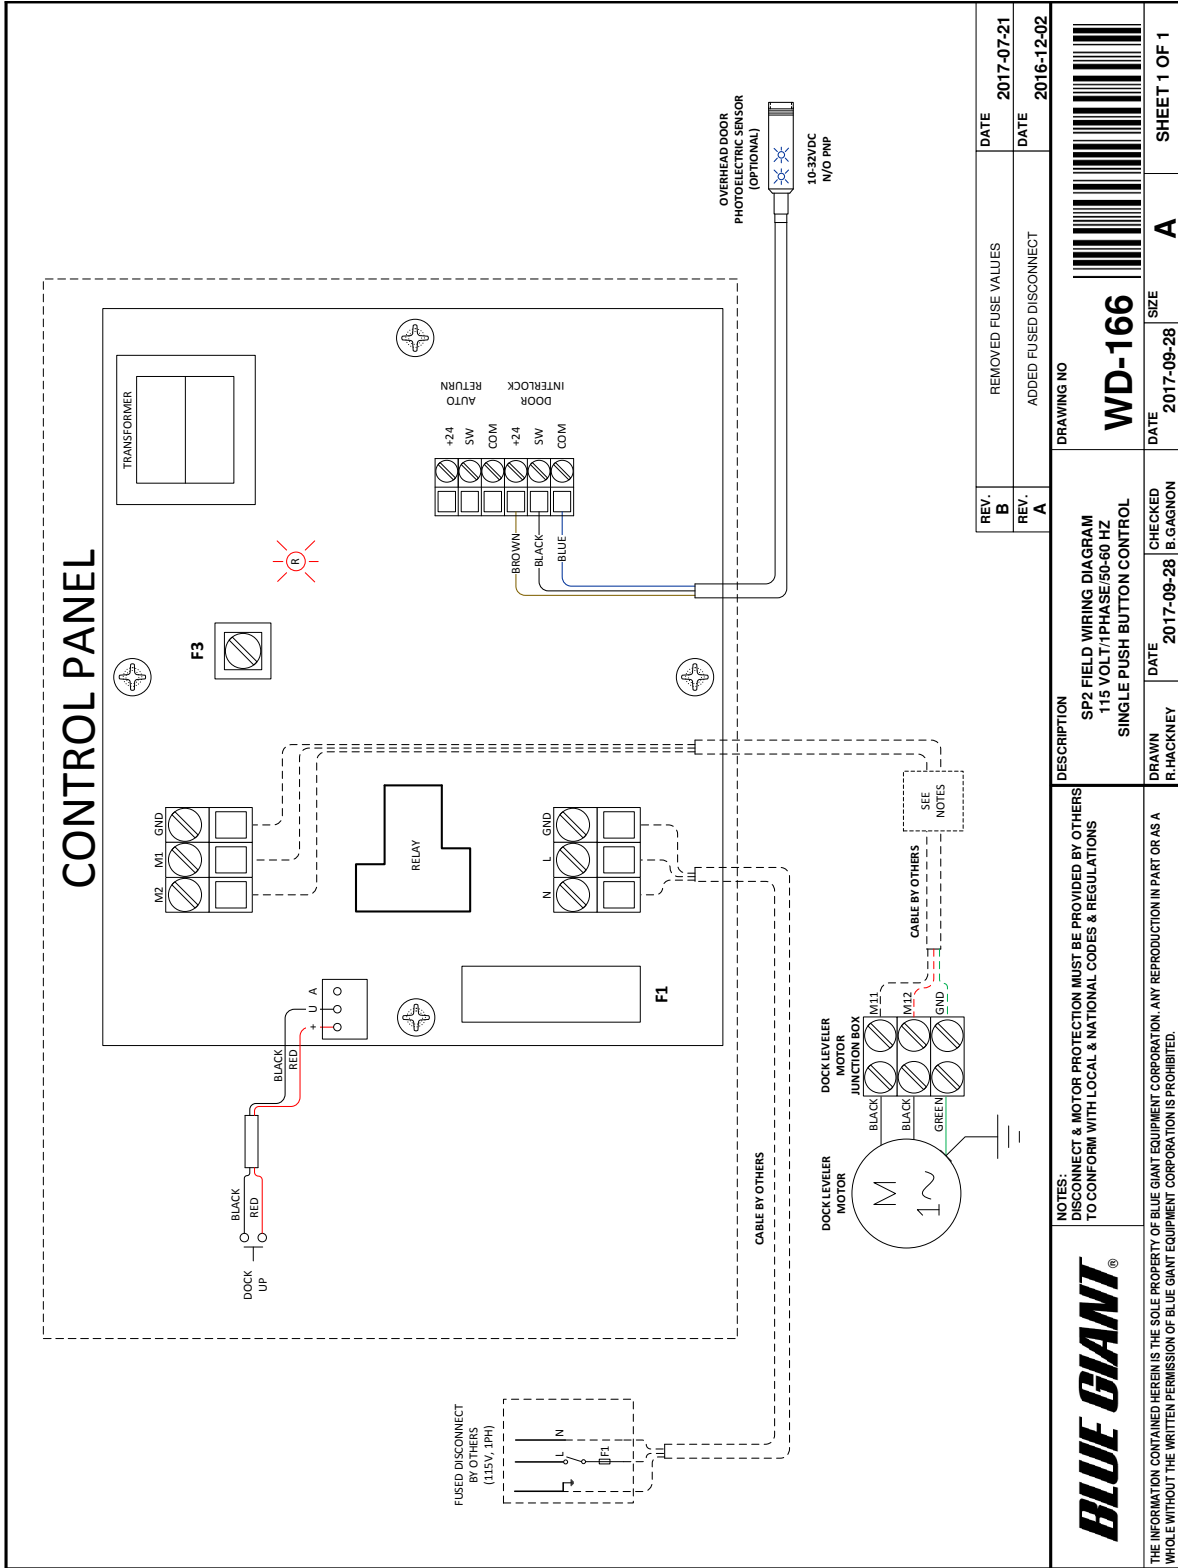 CONTROL PANEL
TRANSFORMER
F3
R
AUTO
RETURN
DOOR
INTERLOCK
+24
SW
COM
+24
SW
COM
BROWN
BLACK
BLUE
OVERHEAD DOOR
PHOTOELECTRIC SENSOR
(OPTIONAL)
10-32VDC
N/O PNP
M2
M1
GND
RELAY
N
L
GND
+
U
A
BLACK
RED
BLACK
RED
DOCK
UP
F1
FUSED DISCONNECT
BY OTHERS
(115V, 1PH)
L
N
F1
CABLE BY OTHERS
CABLE BY OTHERS
SEE
NOTES
DOCK LEVELER
MOTOR
JUNCTION BOX
M11
M12
GND
BLACK
BLACK
GREEN
DOCK LEVELER
MOTOR
M
1~
REV.
B
REMOVED FUSE VALUES
DATE
2017-07-21
REV.
A
ADDED FUSED DISCONNECT
DATE
2016-12-02
BLUE GIANT®
NOTES:
DISCONNECT & MOTOR PROTECTION MUST BE PROVIDED BY OTHERS
TO CONFORM WITH LOCAL & NATIONAL CODES & REGULATIONS
DESCRIPTION
SP2 FIELD WIRING DIAGRAM
115 VOLT/1PHASE/50-60 HZ
SINGLE PUSH BUTTON CONTROL
DRAWING NO
WD-166
THE INFORMATION CONTAINED HEREIN IS THE SOLE PROPERTY OF BLUE GIANT EQUIPMENT CORPORATION. ANY REPRODUCTION IN PART OR AS A
WHOLE WITHOUT THE WRITTEN PERMISSION OF BLUE GIANT EQUIPMENT CORPORATION IS PROHIBITED.
DRAWN
R.HACKNEY
DATE
2017-09-28
CHECKED
B.GAGNON
DATE
2017-09-28
SIZE
A
SHEET 1 OF 1